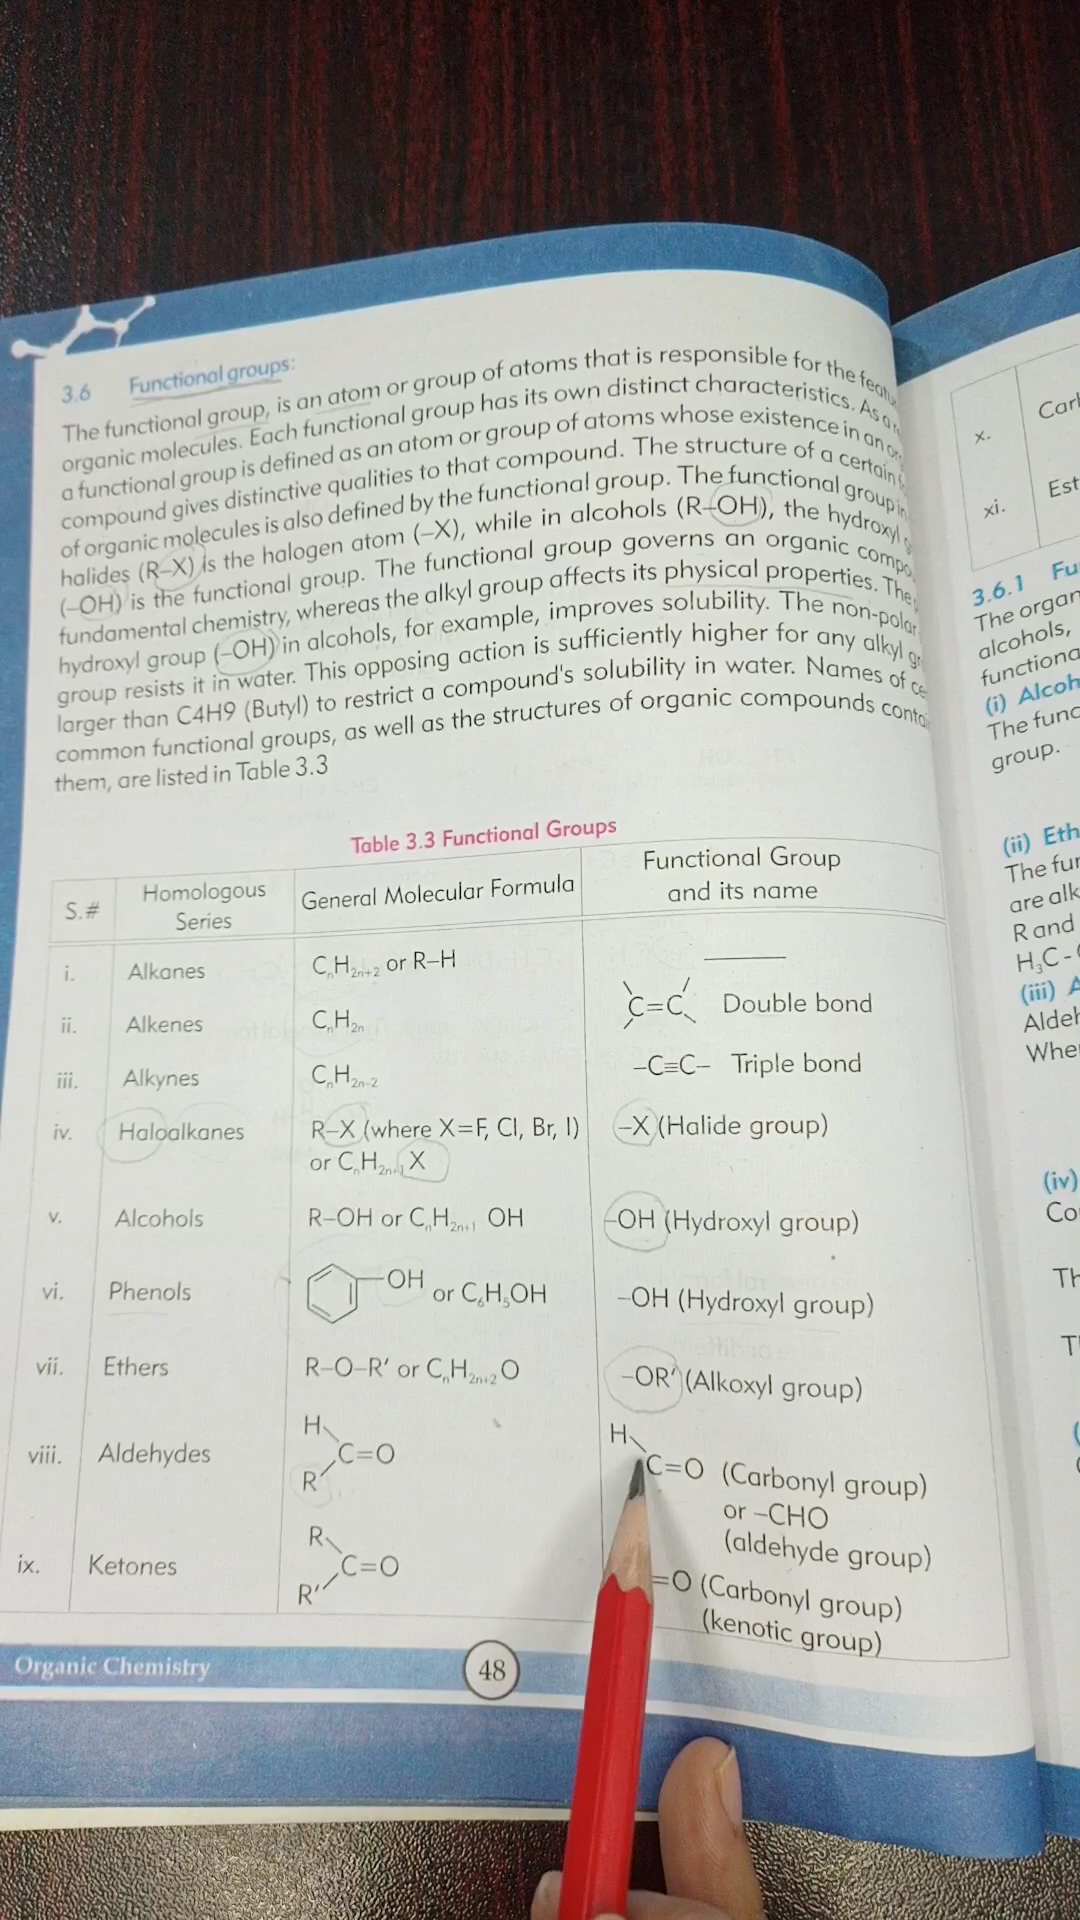 3.6 Functional groups:
The functional group, is an atom or group of atoms that is responsible for the
organic molecules. Each functional group has its own distinct characteristics. As
a functional group is defined as an atom or group of atoms whose existence in an
compound gives distinctive qualities to that compound. The structure of a certain
of organic molecules is also defined by the functional group. The functional group in
halides (R–X) is the halogen atom (–X), while in alcohols (R–OH), the hydroxyl
(–OH) is the functional group. The functional group governs an organic
fundamental chemistry, whereas the alkyl group affects its physical properties. The
hydroxyl group (–OH) in alcohols, for example, improves solubility. The non-polar
group resists it in water. This opposing action is sufficiently higher for any alkyl
larger than C4H9 (Butyl) to restrict a compound's solubility in water. Names of
common functional groups, as well as the structures of organic compounds
them, are listed in Table 3.3
Table 3.3 Functional Groups
S.# Homologous Series General Molecular Formula Functional Group and its name
i. Alkanes CnH2n+2 or R–H
ii. Alkenes CnH2n C=C Double bond
iii. Alkynes CnH2n-2 –C≡C– Triple bond
iv. Haloalkanes R–X (where X=F, Cl, Br, I) –X (Halide group)
or CnH2n+1 X
v. Alcohols R–OH or CnH2n+1 OH –OH (Hydroxyl group)
vi. Phenols –OH or C6H5OH –OH (Hydroxyl group)
vii. Ethers R–O–R' or CnH2n+2O –OR' (Alkoxyl group)
viii. Aldehydes H R C=O H C=O (Carbonyl group)
or –CHO
(aldehyde group)
ix. Ketones R R' C=O =O (Carbonyl group)
(kenotic group)
Organic Chemistry 48
x.
xi.
3.6.1
The
alcohols,
(i)
The
group.
(ii)
The
are
R and
H3C-
(iii)
(iv)